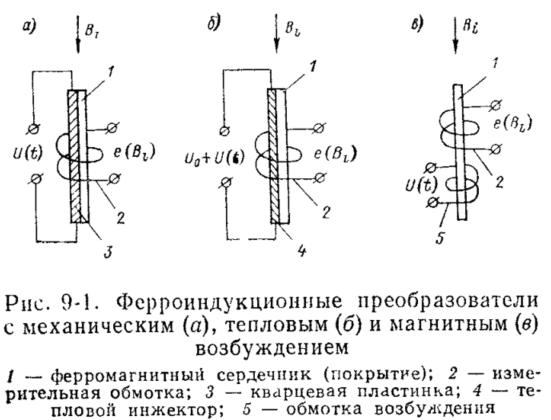 а) B₁ б) Bᵢ в) Bᵢ
1 1 1
U(t) e(Bᵢ) U₀+U(t) e(Bᵢ) e(Bᵢ)
U(t)
2 2 2
3 4 5
Рис. 9-1. Ферроиндукционные преобразователи
с механическим (а), тепловым (б) и магнитным (в)
возбуждением
1 — ферромагнитный сердечник (покрытие); 2 — изме-
рительная обмотка; 3 — кварцевая пластинка; 4 — те-
пловой инжектор; 5 — обмотка возбуждения